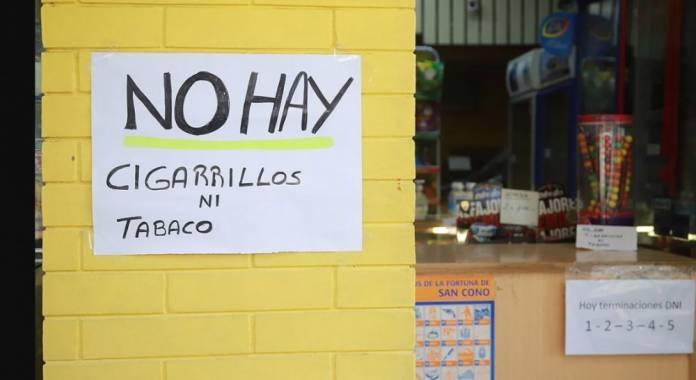 NO HAY
CIGARRILLOS
NI
TABACO
OS DE LA FORTUNA DE
SAN CONO
Hoy terminaciones DNI
1 - 2 - 3 - 4 - 5